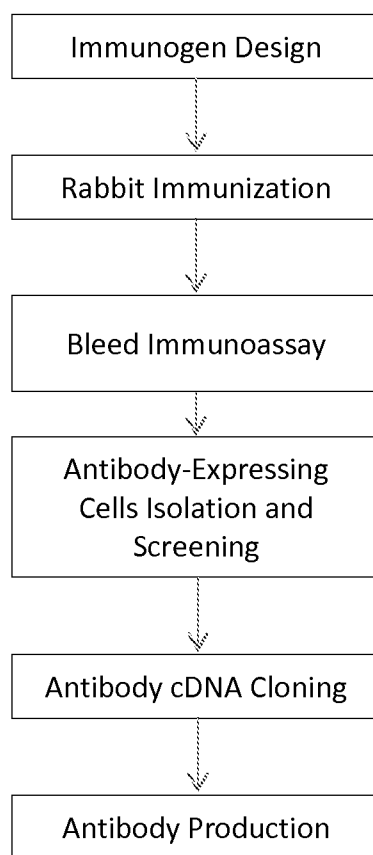 Immunogen Design
Rabbit Immunization
Bleed Immunoassay
Antibody-Expressing
Cells Isolation and
Screening
Antibody cDNA Cloning
Antibody Production